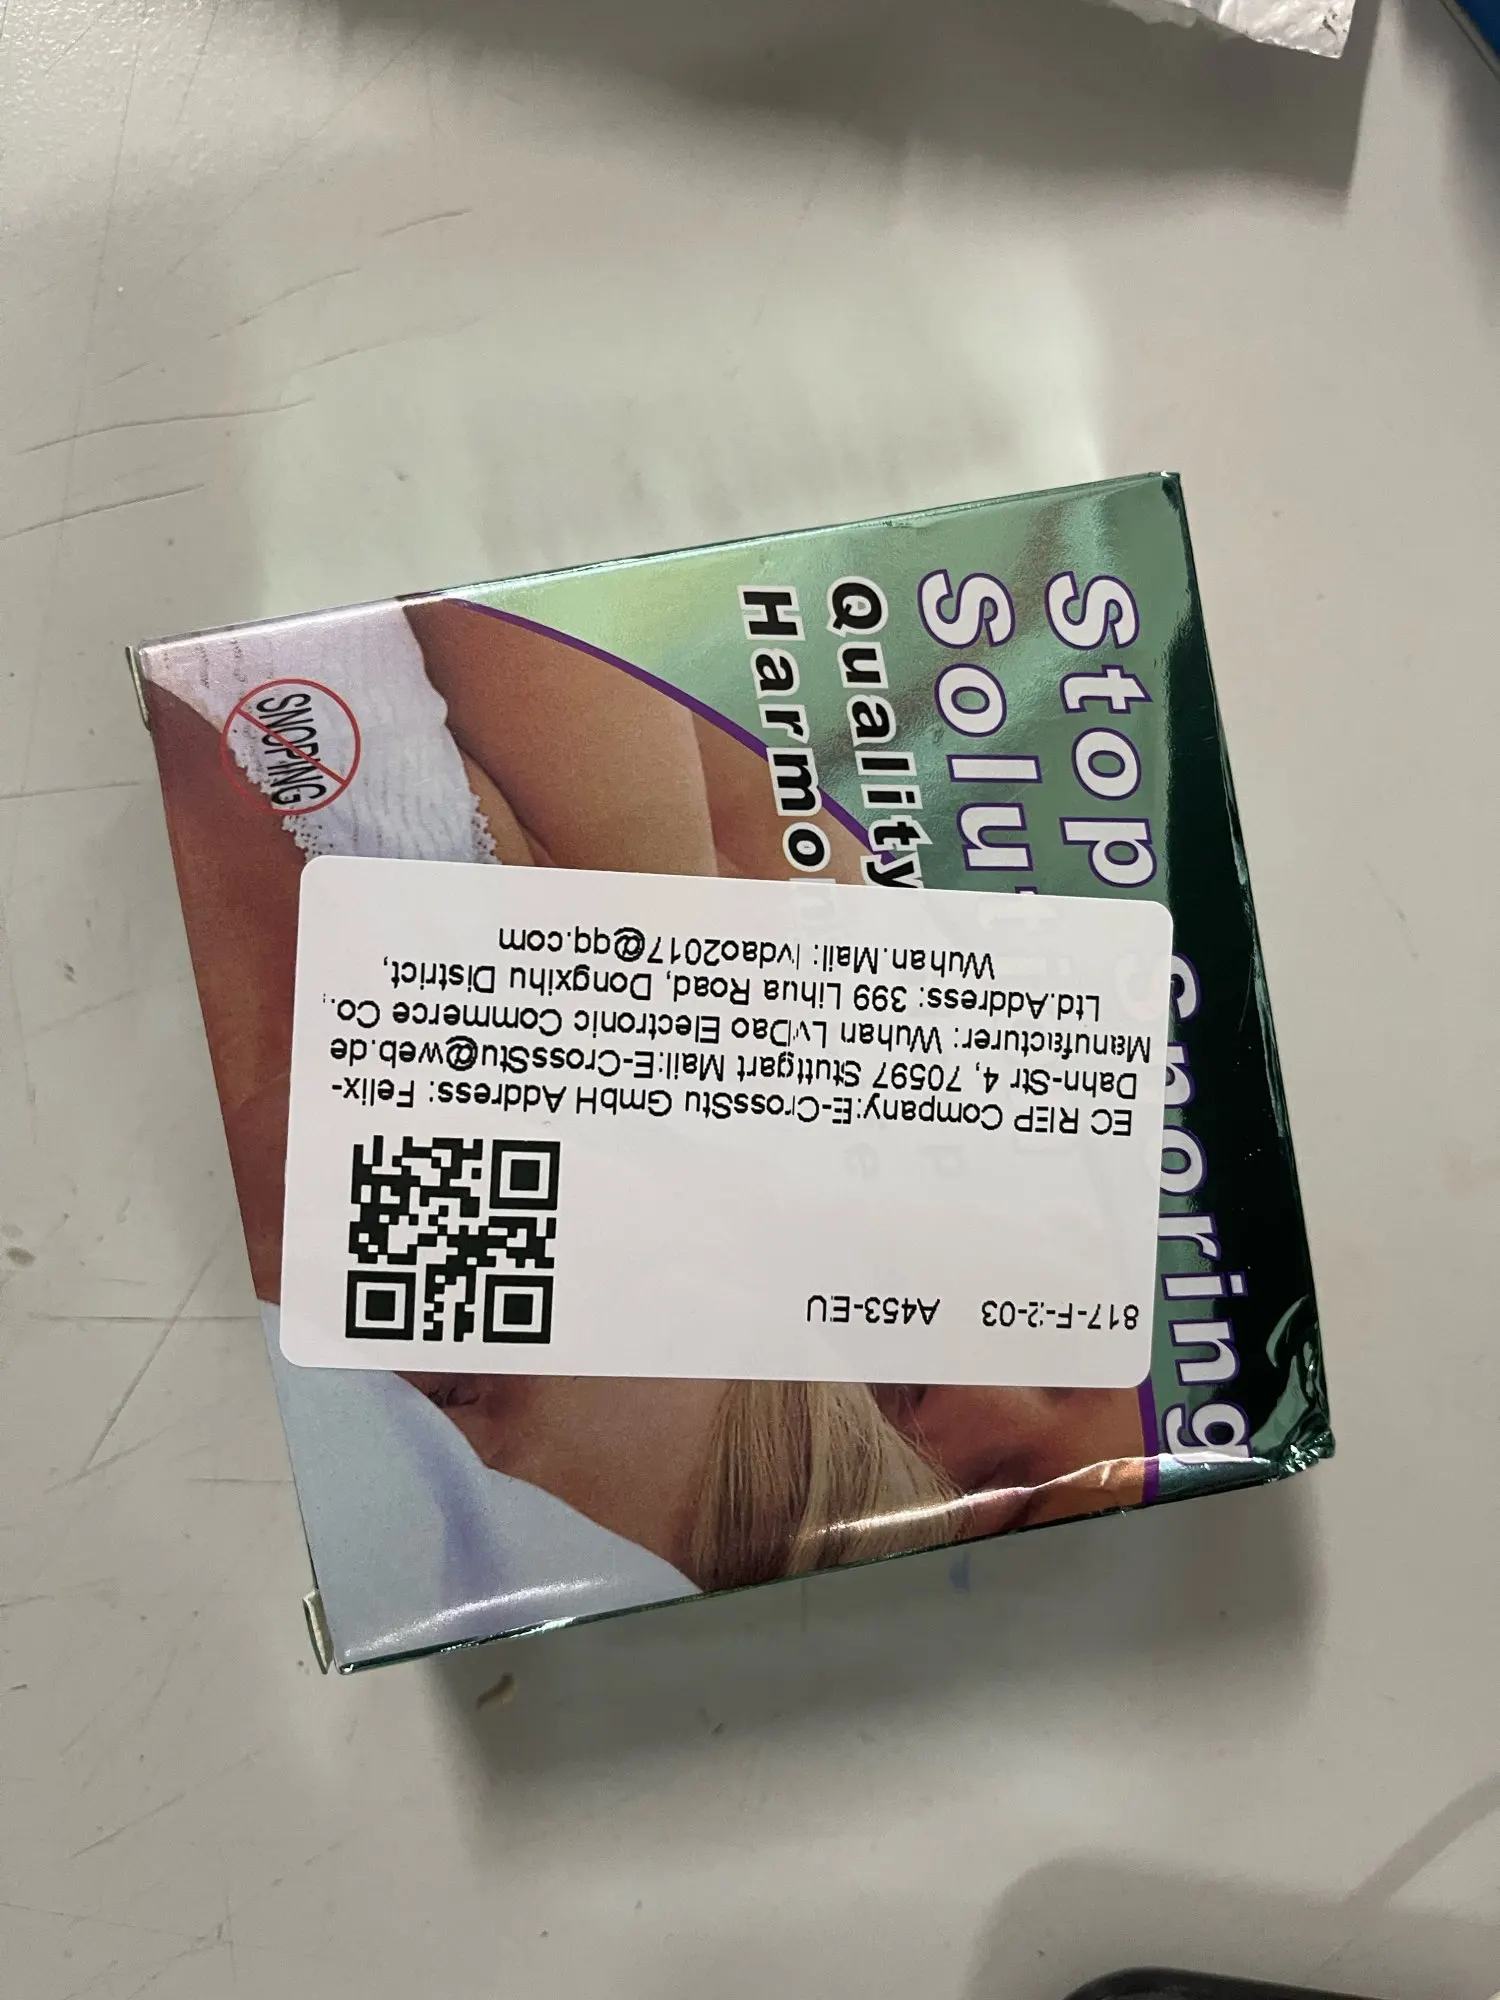 Stop Snoring
Solu
Quality
Harmo
SNORING
817-F-2-03 A453-EU
EC REP Company:E-CrossStu GmbH Address: Felix-
Dahn-Str 4, 70597 Stuttgart Mail:E-CrossStu@web.de
Manufacturer: Wuhan LvDao Electronic Commerce Co.,
Ltd.Address: 399 Lihua Road, Dongxihu District,
Wuhan.Mail: lvdao2017@qq.com